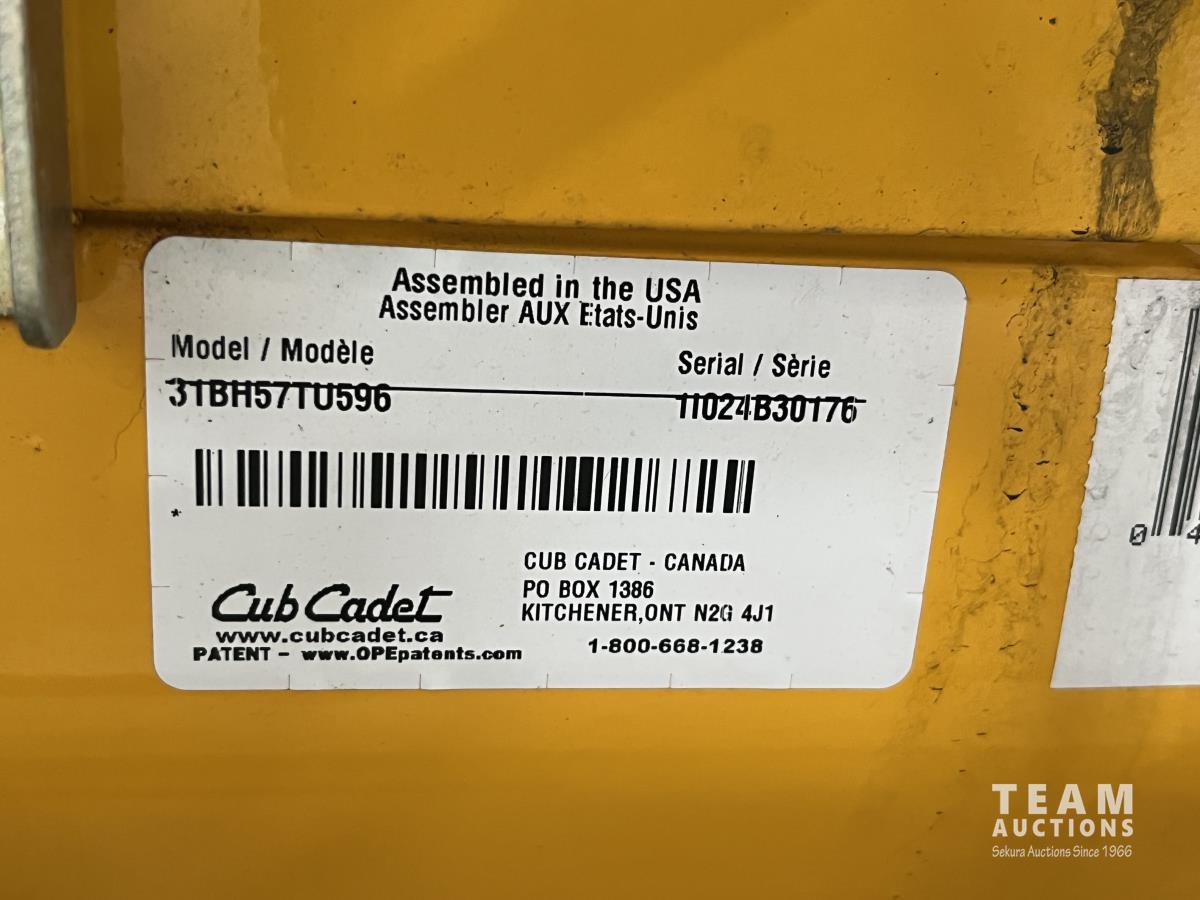 Assembled in the USA
Assembler AUX Etats-Unis
Model / Modèle
Serial / Sèrie
31BH57TU596
1I024B30176
*
Cub Cadet
www.cubcadet.ca
PATENT - www.OPEpatents.com
CUB CADET - CANADA
PO BOX 1386
KITCHENER,ONT N2G 4J1
1-800-668-1238
0 4
TEAM
AUCTIONS
Sekura Auctions Since 1966